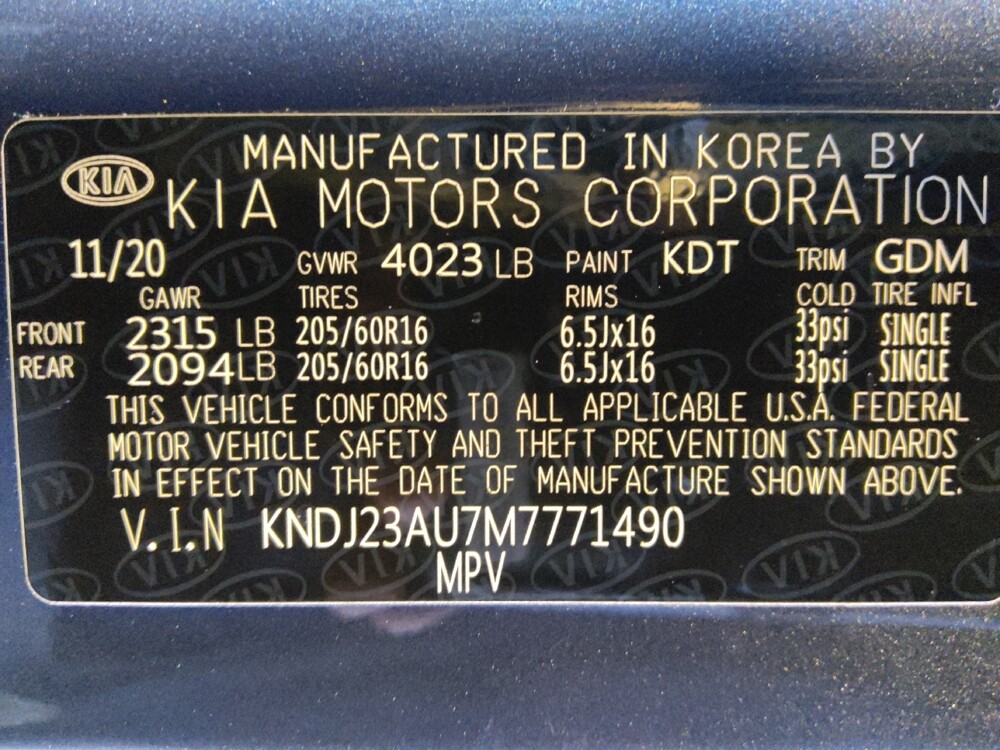 MANUFACTURED IN KOREA BY
KIA KIA MOTORS CORPORATION
11/20 GVWR 4023 LB PAINT KDT TRIM GDM
GAWR TIRES RIMS COLD TIRE INFL
FRONT 2315 LB 205/60R16 6.5Jx16 33psi SINGLE
REAR 2094LB 205/60R16 6.5Jx16 33psi SINGLE
THIS VEHICLE CONFORMS TO ALL APPLICABLE U.S.A. FEDERAL
MOTOR VEHICLE SAFETY AND THEFT PREVENTION STANDARDS
IN EFFECT ON THE DATE OF MANUFACTURE SHOWN ABOVE.
V.I.N KNDJ23AU7M7771490
MPV